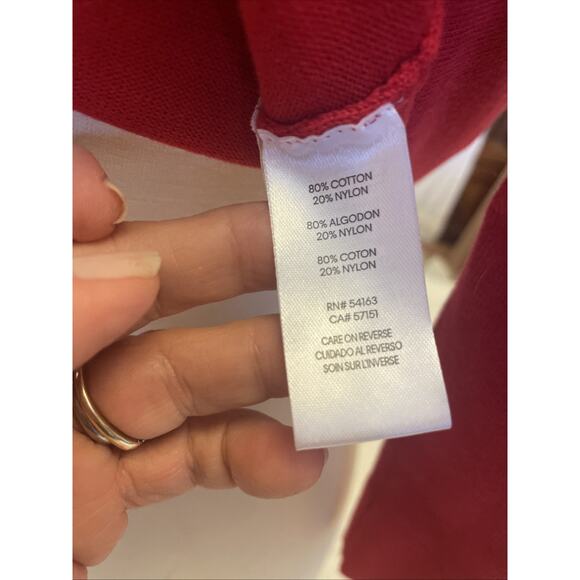 80% COTTON
20% NYLON
80% ALGODON
20% NYLON
80% COTON
20% NYLON
RN# 54163
CA# 57151
CARE ON REVERSE
CUIDADO AL REVERSO
SOIN SUR L'INVERSE